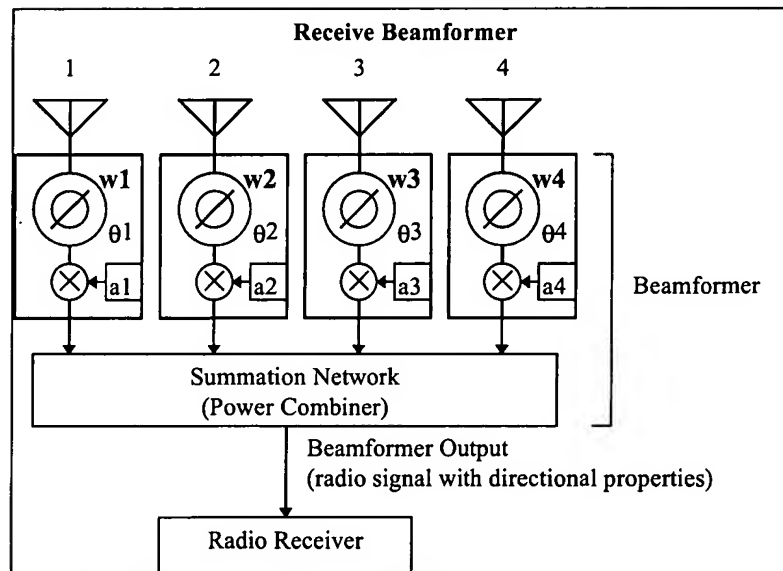 Receive Beamformer
1 2 3 4
w1 w2 w3 w4
θ1 θ2 θ3 θ4
a1 a2 a3 a4
Beamformer
Summation Network
(Power Combiner)
Beamformer Output
(radio signal with directional properties)
Radio Receiver